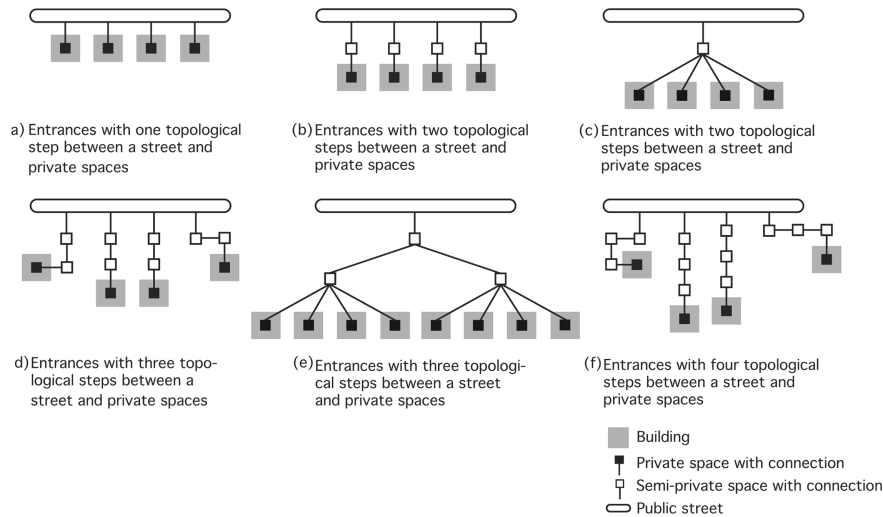 a) Entrances with one topological
step between a street and
private spaces
(b) Entrances with two topological
steps between a street and
private spaces
(c) Entrances with two topological
steps between a street and
private spaces
d) Entrances with three topo-
logical steps between a
street and private spaces
(e) Entrances with three topologi-
cal steps between a street
and private spaces
(f) Entrances with four topological
steps between a street and
private spaces
Building
Private space with connection
Semi-private space with connection
Public street